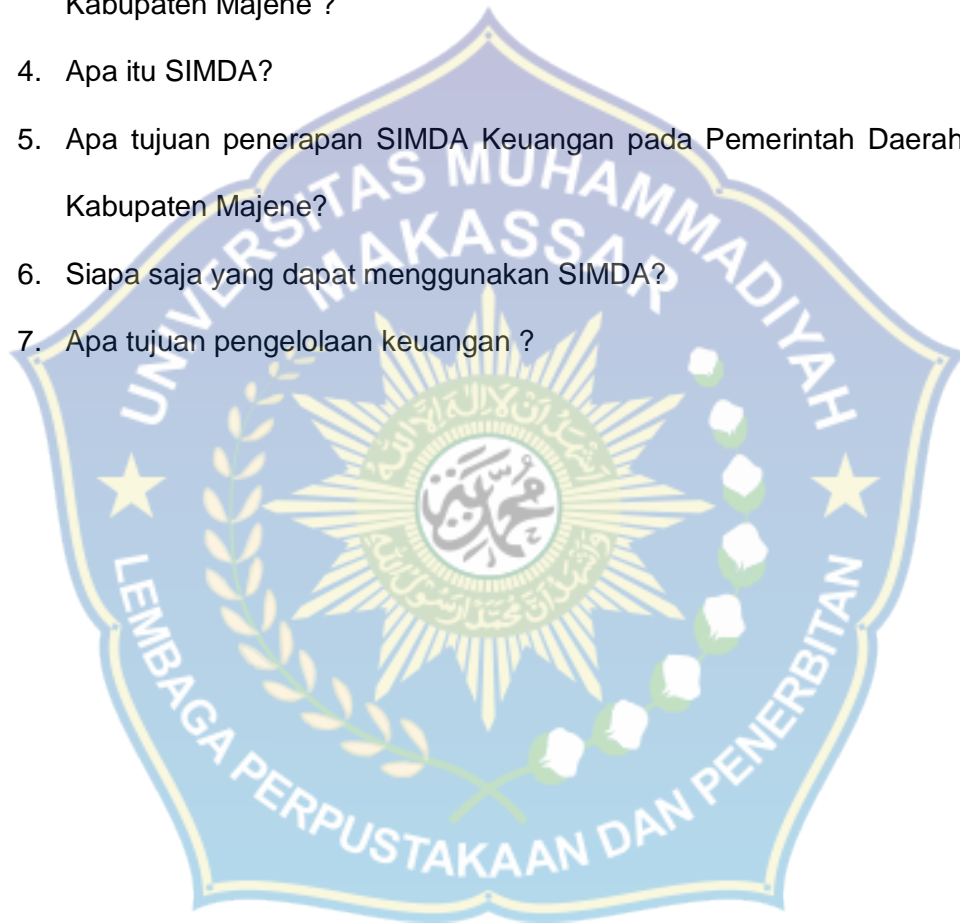 Kabupaten Majene ?
4. Apa itu SIMDA?
5. Apa tujuan penerapan SIMDA Keuangan pada Pemerintah Daerah
Kabupaten Majene?
6. Siapa saja yang dapat menggunakan SIMDA?
7. Apa tujuan pengelolaan keuangan ?
UNIVERSITAS MUHAMMADIYAH
MAKASSAR
LEMBAGA PERPUSTAKAAN DAN PENERBITAN